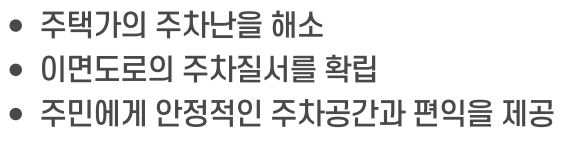 ● 주택가의 주차난을 해소
● 이면도로의 주차질서를 확립
● 주민에게 안정적인 주차공간과 편익을 제공